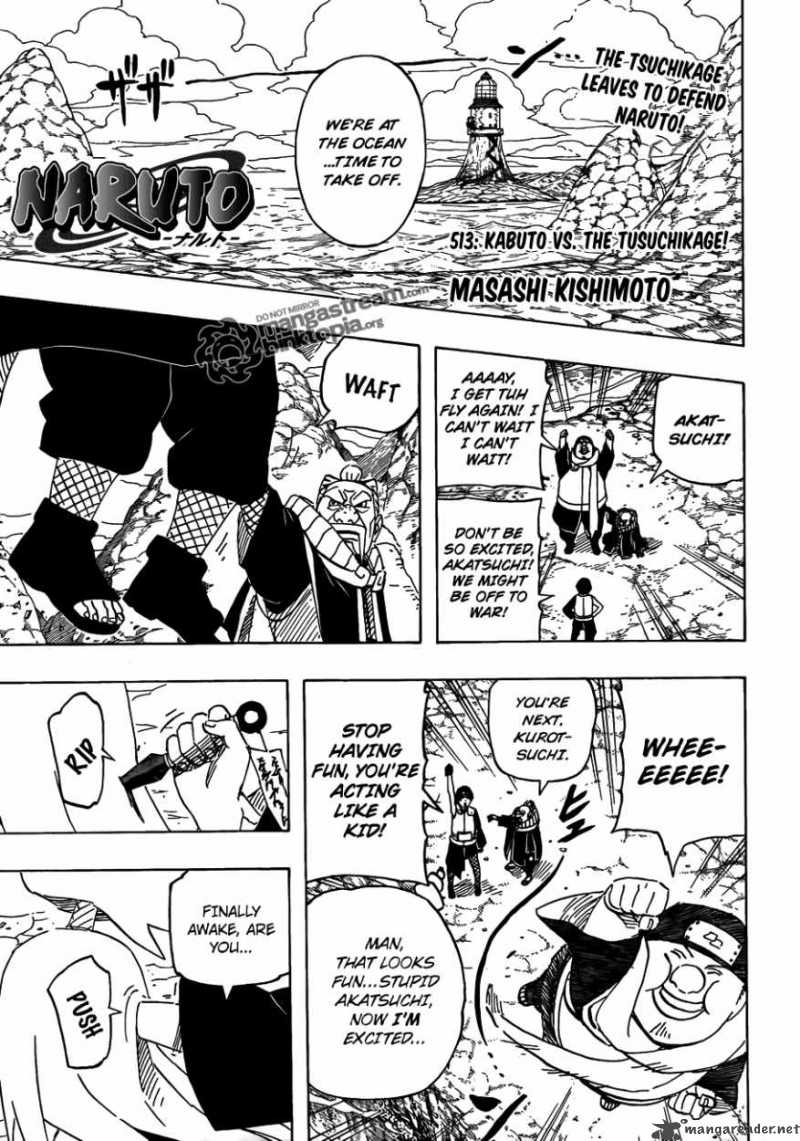 THE TSUCHIKAGE
LEAVES TO DEFEND
NARUTO!
ザザ
WE'RE AT
THE OCEAN
...TIME TO
TAKE OFF.
NARUTO
-ナルト-
513: KABUTO VS. THE TUSUCHIKAGE!
MASASHI KISHIMOTO
DO NOT MIRROR
mangastream.com
binktopia.org
AKAT-
SUCHI!
AAAAY,
I GET TUH
FLY AGAIN! I
CAN'T WAIT
I CAN'T
WAIT!
DON'T BE
SO EXCITED,
AKATSUCHI!
WE MIGHT
BE OFF TO
WAR!
WAFT
WHEE-
EEEEE!
YOU'RE
NEXT,
KUROT-
SUCHI.
STOP
HAVING
FUN, YOU'RE
ACTING
LIKE A
KID!
ヒュ
MAN,
THAT LOOKS
FUN...STUPID
AKATSUCHI,
NOW I'M
EXCITED...
RIP
FINALLY
AWAKE, ARE
YOU...
PUSH
mangareader.net